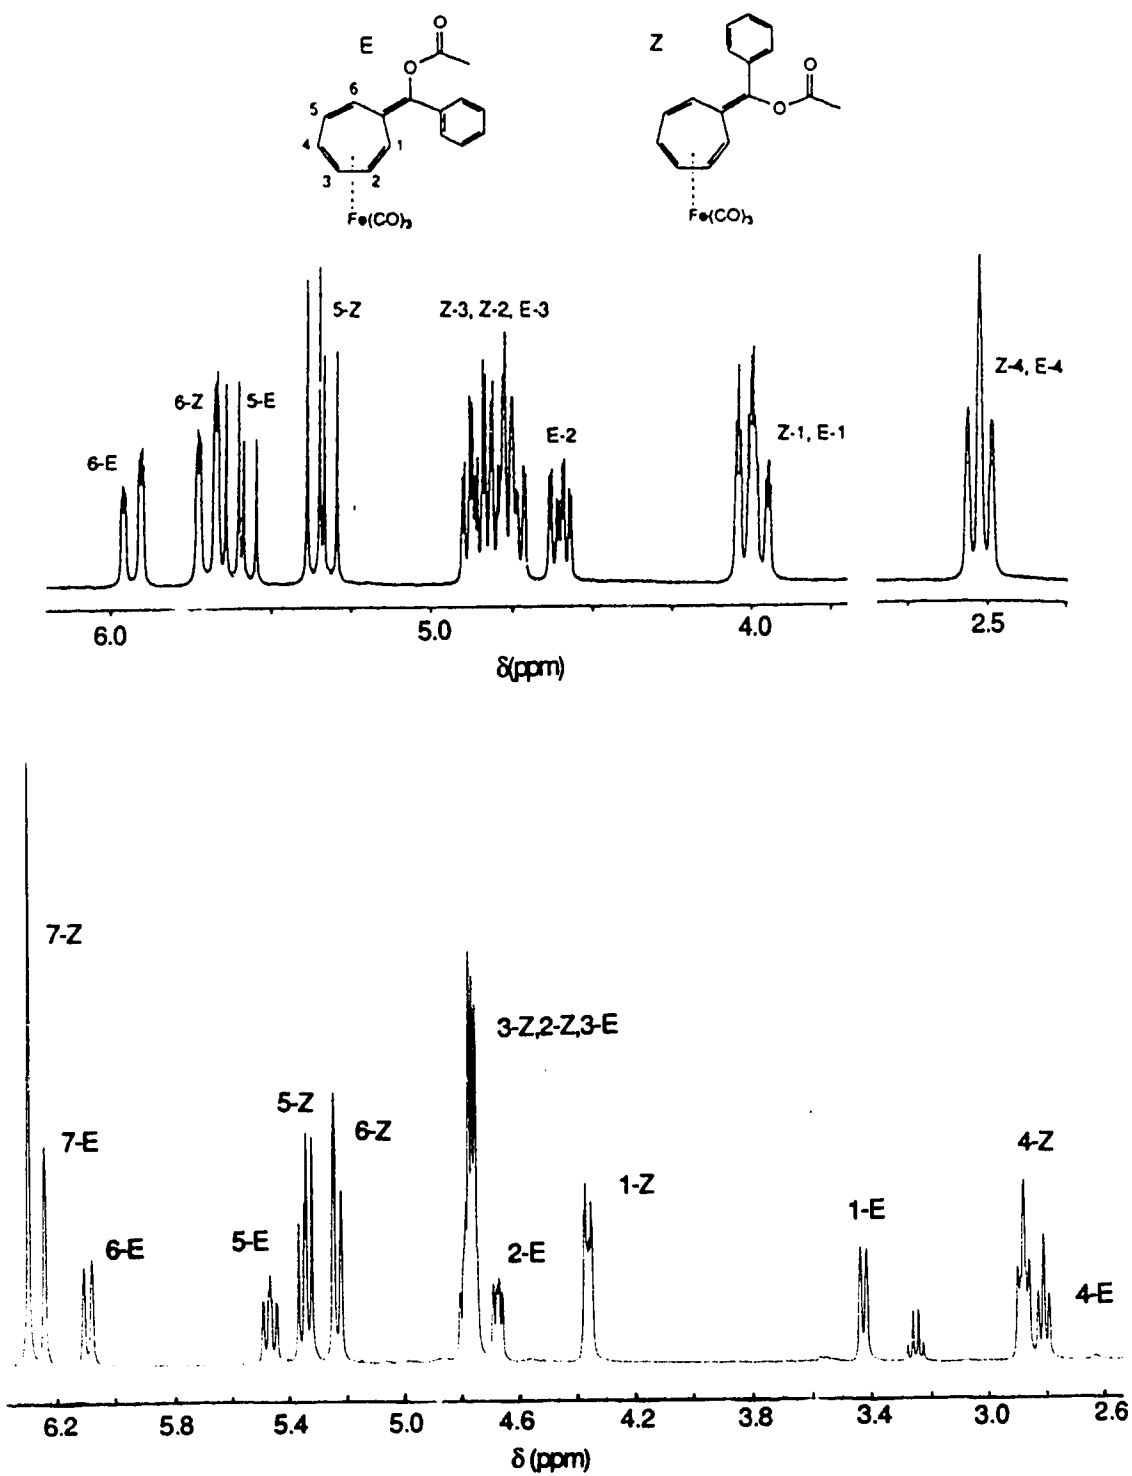 E
O
O
6
5
4
1
3
2
Fe(CO)₃
Z
O
O
Fe(CO)₃
6-E
6-Z
5-E
5-Z
Z-3, Z-2, E-3
E-2
Z-1, E-1
Z-4, E-4
6.0
5.0
4.0
2.5
δ(ppm)
7-Z
7-E
6-E
5-E
5-Z
6-Z
3-Z,2-Z,3-E
2-E
1-Z
1-E
4-Z
4-E
6.2
5.8
5.4
5.0
4.6
4.2
3.8
3.4
3.0
2.6
δ (ppm)